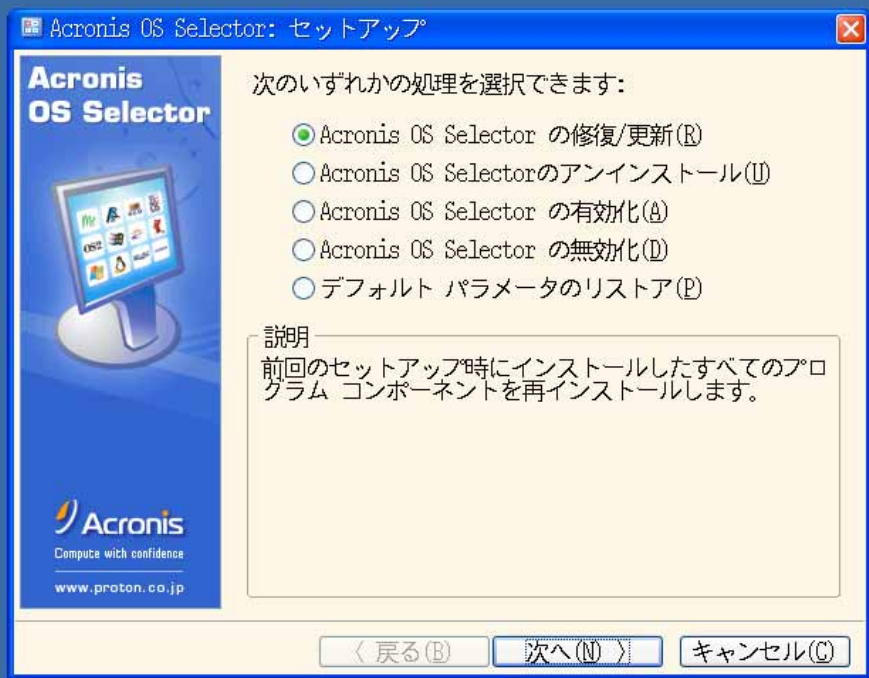 Acronis OS Selector: セットアップ
Acronis
OS Selector
次のいずれかの処理を選択できます:
Acronis OS Selector の修復/更新(R)
Acronis OS Selectorのアンインストール(U)
Acronis OS Selector の有効化(A)
Acronis OS Selector の無効化(D)
デフォルト パラメータのリストア(P)
説明
前回のセットアップ時にインストールしたすべてのプロ
グラム コンポーネントを再インストールします。
OS2
Acronis
Compute with confidence
www.proton.co.jp
< 戻る(B)
次へ(N) >
キャンセル(C)